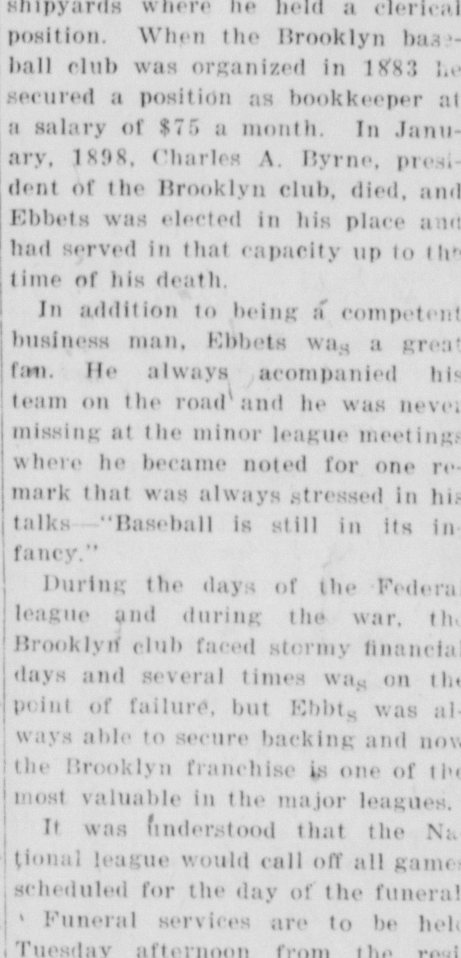 shipyards where he held a clerical
position. When the Brooklyn base-
ball club was organized in 1883 he
secured a position as bookkeeper at
a salary of $75 a month. In Janu-
ary, 1898, Charles A. Byrne, presi-
dent of the Brooklyn club, died, and
Ebbets was elected in his place and
had served in that capacity up to the
time of his death.
In addition to being a competent
business man, Ebbets was a great
fan. He always acompanied his
team on the road and he was never
missing at the minor league meetings
where he became noted for one re-
mark that was always stressed in his
talks—"Baseball is still in its in-
fancy."
During the days of the Federal
league and during the war, the
Brooklyn club faced stormy financial
days and several times was on the
point of failure, but Ebbts was al-
ways able to secure backing and now
the Brooklyn franchise is one of the
most valuable in the major leagues.
It was understood that the Na-
tional league would call off all games
scheduled for the day of the funeral
Funeral services are to be held
Tuesday afternoon from the resi